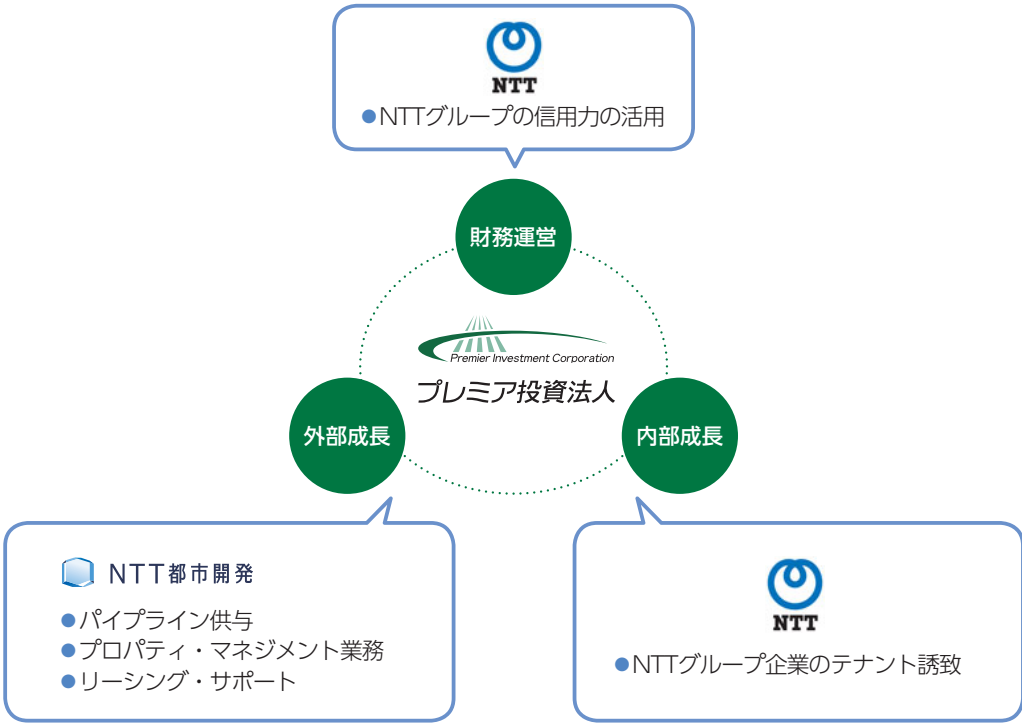 NTT
●NTTグループの信用力の活用
財務運営
Premier Investment Corporation
プレミア投資法人
外部成長
内部成長
NTT都市開発
●パイプライン供与
●プロパティ・マネジメント業務
●リーシング・サポート
NTT
●NTTグループ企業のテナント誘致